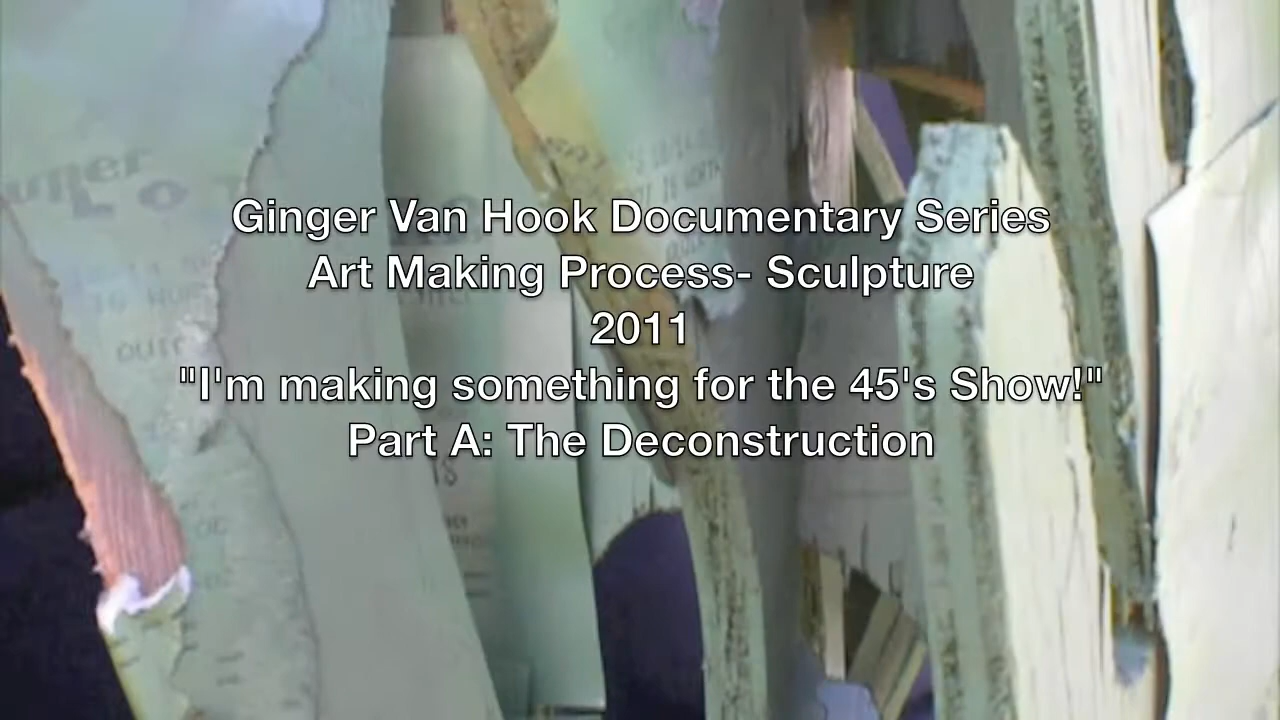 Ginger Van Hook Documentary Series
Art Making Process- Sculpture
2011
"I'm making something for the 45's Show!"
Part A: The Deconstruction